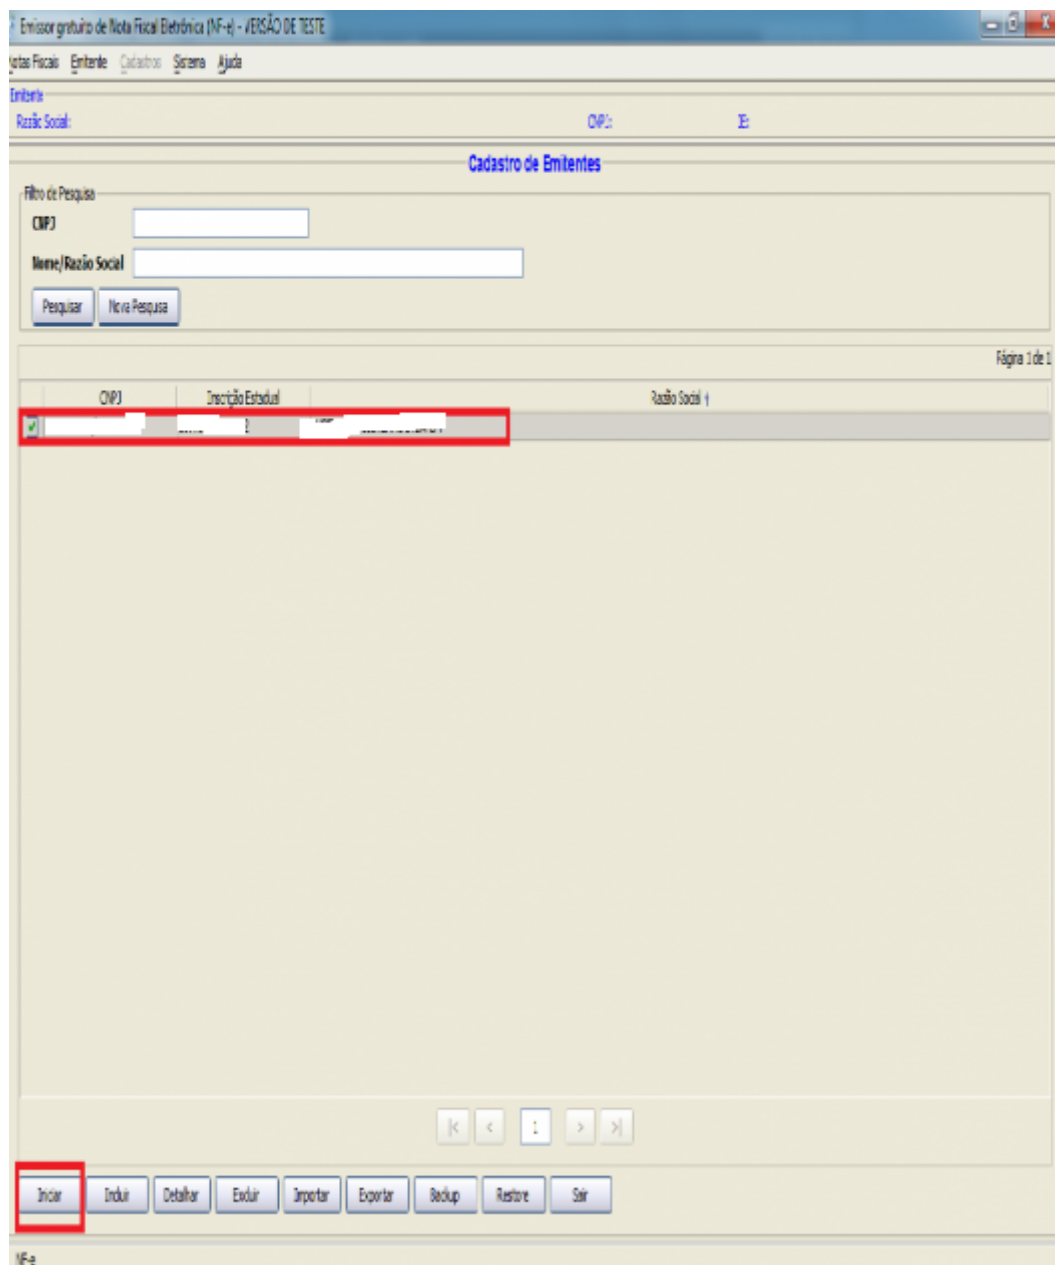 Emissor gratuito de Nota Fiscal Eletrônica (NF-e) - VERSÃO DE TESTE
otas Fiscais Emitente Cadastros Sistema Ajuda
Emitente
Razão Social: CNPJ: IE:
Cadastro de Emitentes
Filtro de Pesquisa
CNPJ
Nome/Razão Social
Pesquisar Nova Pesquisa
Página 1 de 1
CNPJ Inscrição Estadual Razão Social
1
Iniciar Incluir Detalhar Excluir Importar Exportar Backup Restore Sair
NF-e